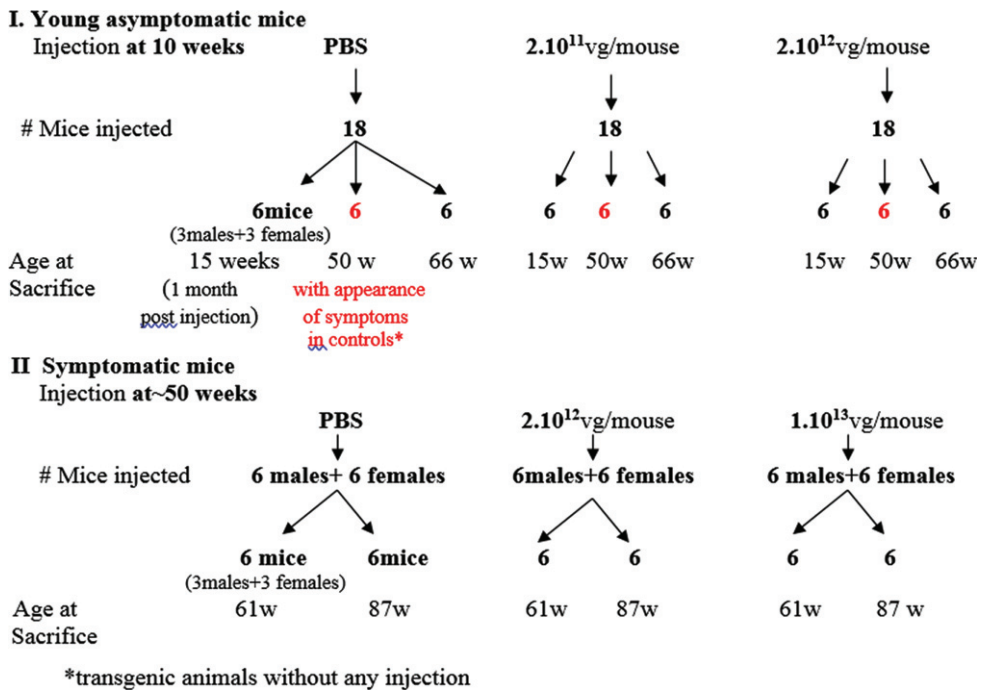 I. Young asymptomatic mice
Injection at 10 weeks PBS 2.10¹¹vg/mouse 2.10¹²vg/mouse
# Mice injected 18 18 18
6mice 6 6 6 6 6 6 6 6
(3males+3 females)
Age at 15 weeks 50 w 66 w 15w 50w 66w 15w 50w 66w
Sacrifice (1 month with appearance
post injection) of symptoms
in controls*
II Symptomatic mice
Injection at~50 weeks
PBS 2.10¹²vg/mouse 1.10¹³vg/mouse
# Mice injected 6 males+ 6 females 6males+6 females 6 males+6 females
6 mice 6mice 6 6 6 6
(3males+3 females)
Age at 61w 87w 61w 87w 61w 87 w
Sacrifice
*transgenic animals without any injection